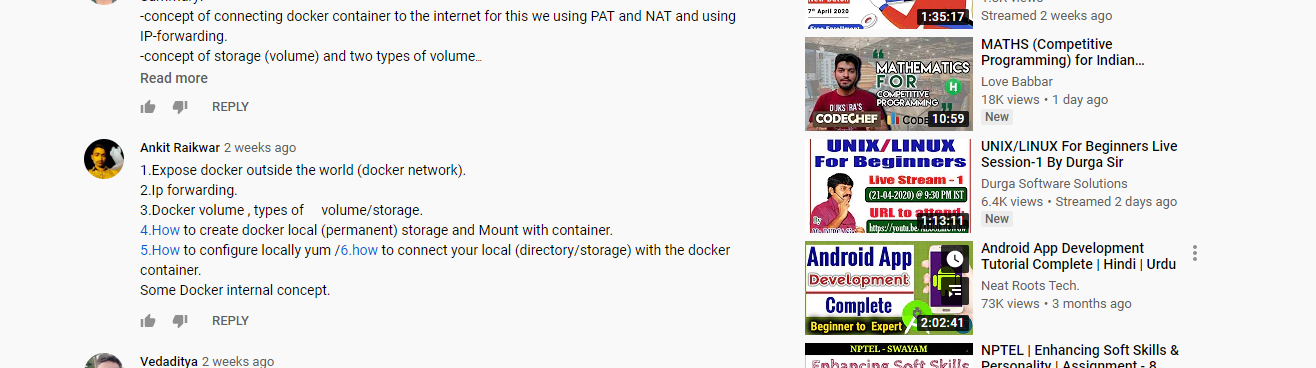 -concept of connecting docker container to the internet for this we using PAT and NAT and using
IP-forwarding.
-concept of storage (volume) and two types of volume…
Read more
REPLY
Ankit Raikwar 2 weeks ago
1.Expose docker outside the world (docker network).
2.Ip forwarding.
3.Docker volume , types of    volume/storage.
4.How to create docker local (permanent) storage and Mount with container.
5.How to configure locally yum /6.how to connect your local (directory/storage) with the docker
container.
Some Docker internal concept.
REPLY
Vedaditya 2 weeks ago
7th April 2020
1:35:17
Streamed 2 weeks ago
MATHEMATICS
FOR
COMPETITIVE
PROGRAMMING
CODECHEF
10:59
MATHS (Competitive
Programming) for Indian…
Love Babbar
18K views • 1 day ago
New
UNIX/LINUX
For Beginners
Live Stream - 1
(21-04-2020) @ 9:30 PM IST
URL to attend:
By
1:13:11
UNIX/LINUX For Beginners Live
Session-1 By Durga Sir
Durga Software Solutions
6.4K views • Streamed 2 days ago
New
Android App
Development
Complete
Beginner to Expert
2:02:41
Android App Development
Tutorial Complete | Hindi | Urdu
Neat Roots Tech.
73K views • 3 months ago
NPTEL - SWAYAM
Enhancing Soft Skills
NPTEL | Enhancing Soft Skills &
Personality | Assignment - 8